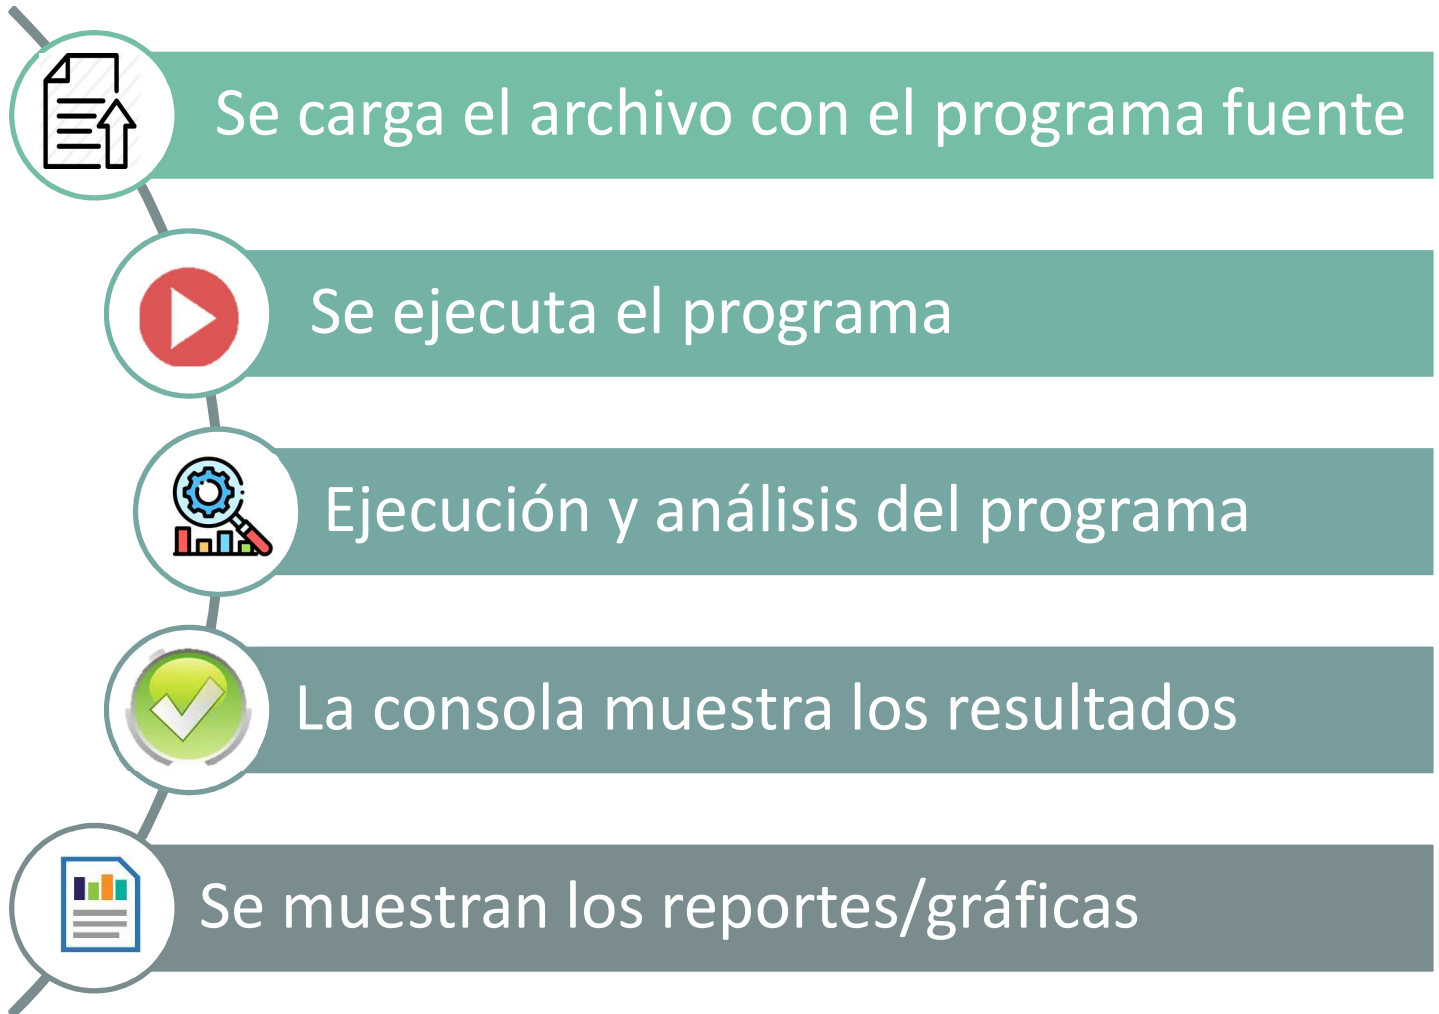 Se carga el archivo con el programa fuente
Se ejecuta el programa
Ejecución y análisis del programa
La consola muestra los resultados
Se muestran los reportes/gráficas